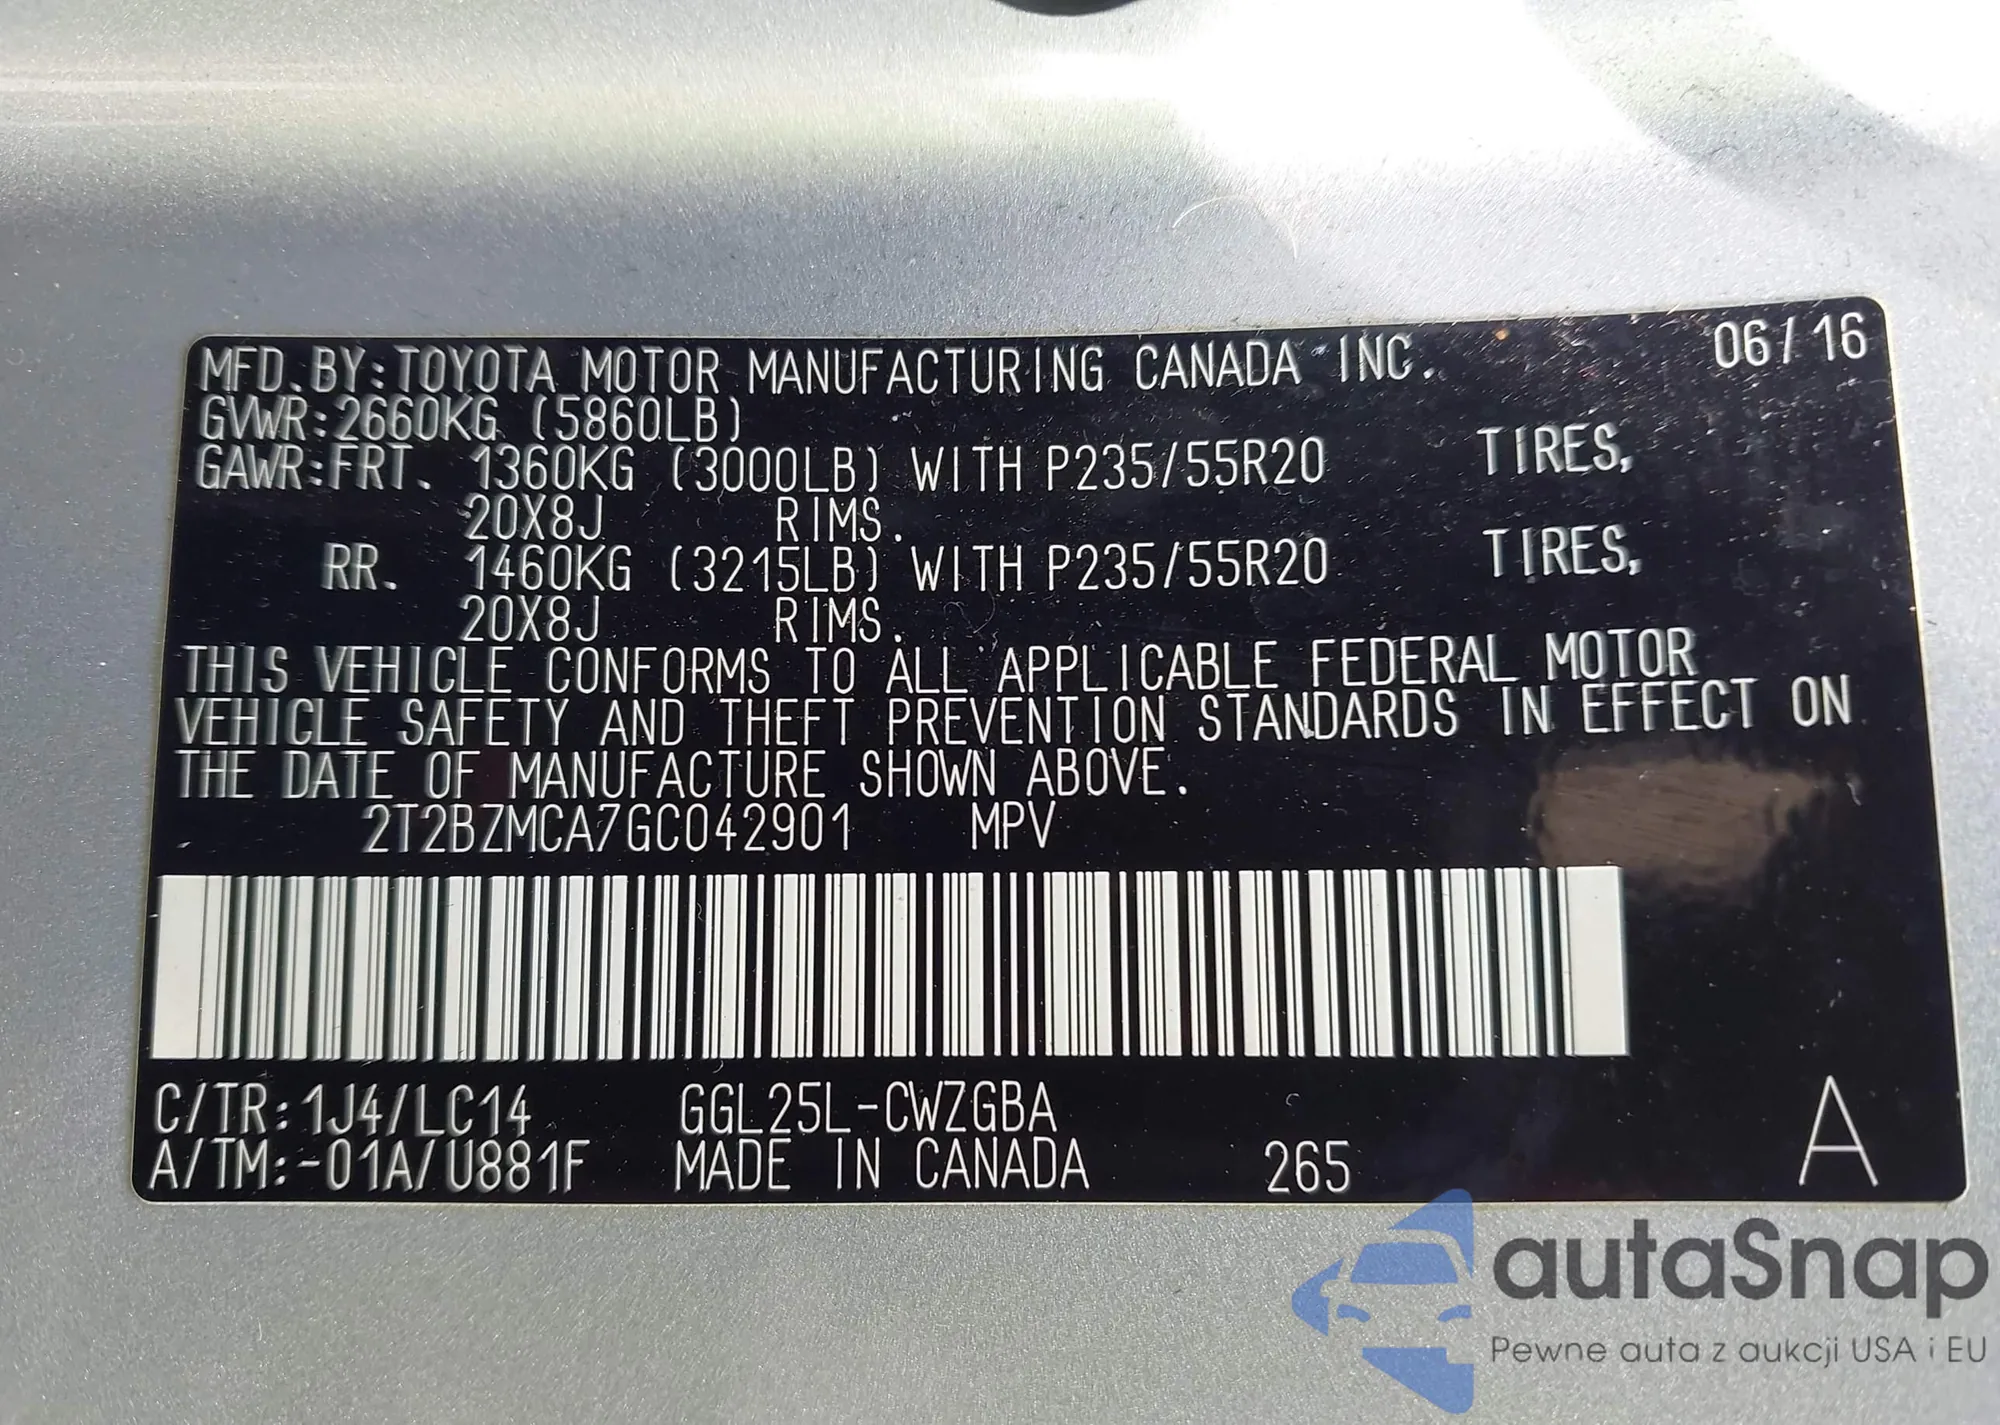 MFD. BY: TOYOTA MOTOR MANUFACTURING CANADA INC. 06/16
GVWR: 2660KG (5860LB)
GAWR: FRT. 1360KG (3000LB) WITH P235/55R20 TIRES,
20X8J RIMS.
RR. 1460KG (3215LB) WITH P235/55R20 TIRES,
20X8J RIMS.
THIS VEHICLE CONFORMS TO ALL APPLICABLE FEDERAL MOTOR
VEHICLE SAFETY AND THEFT PREVENTION STANDARDS IN EFFECT ON
THE DATE OF MANUFACTURE SHOWN ABOVE.
2T2BZMCA7GC042901 MPV
C/TR: 1J4/LC14 GGL25L-CWZGBA
A/TM: -01A/U881F MADE IN CANADA 265 A
autaSnap
Pewne auta z aukcji USA i EU